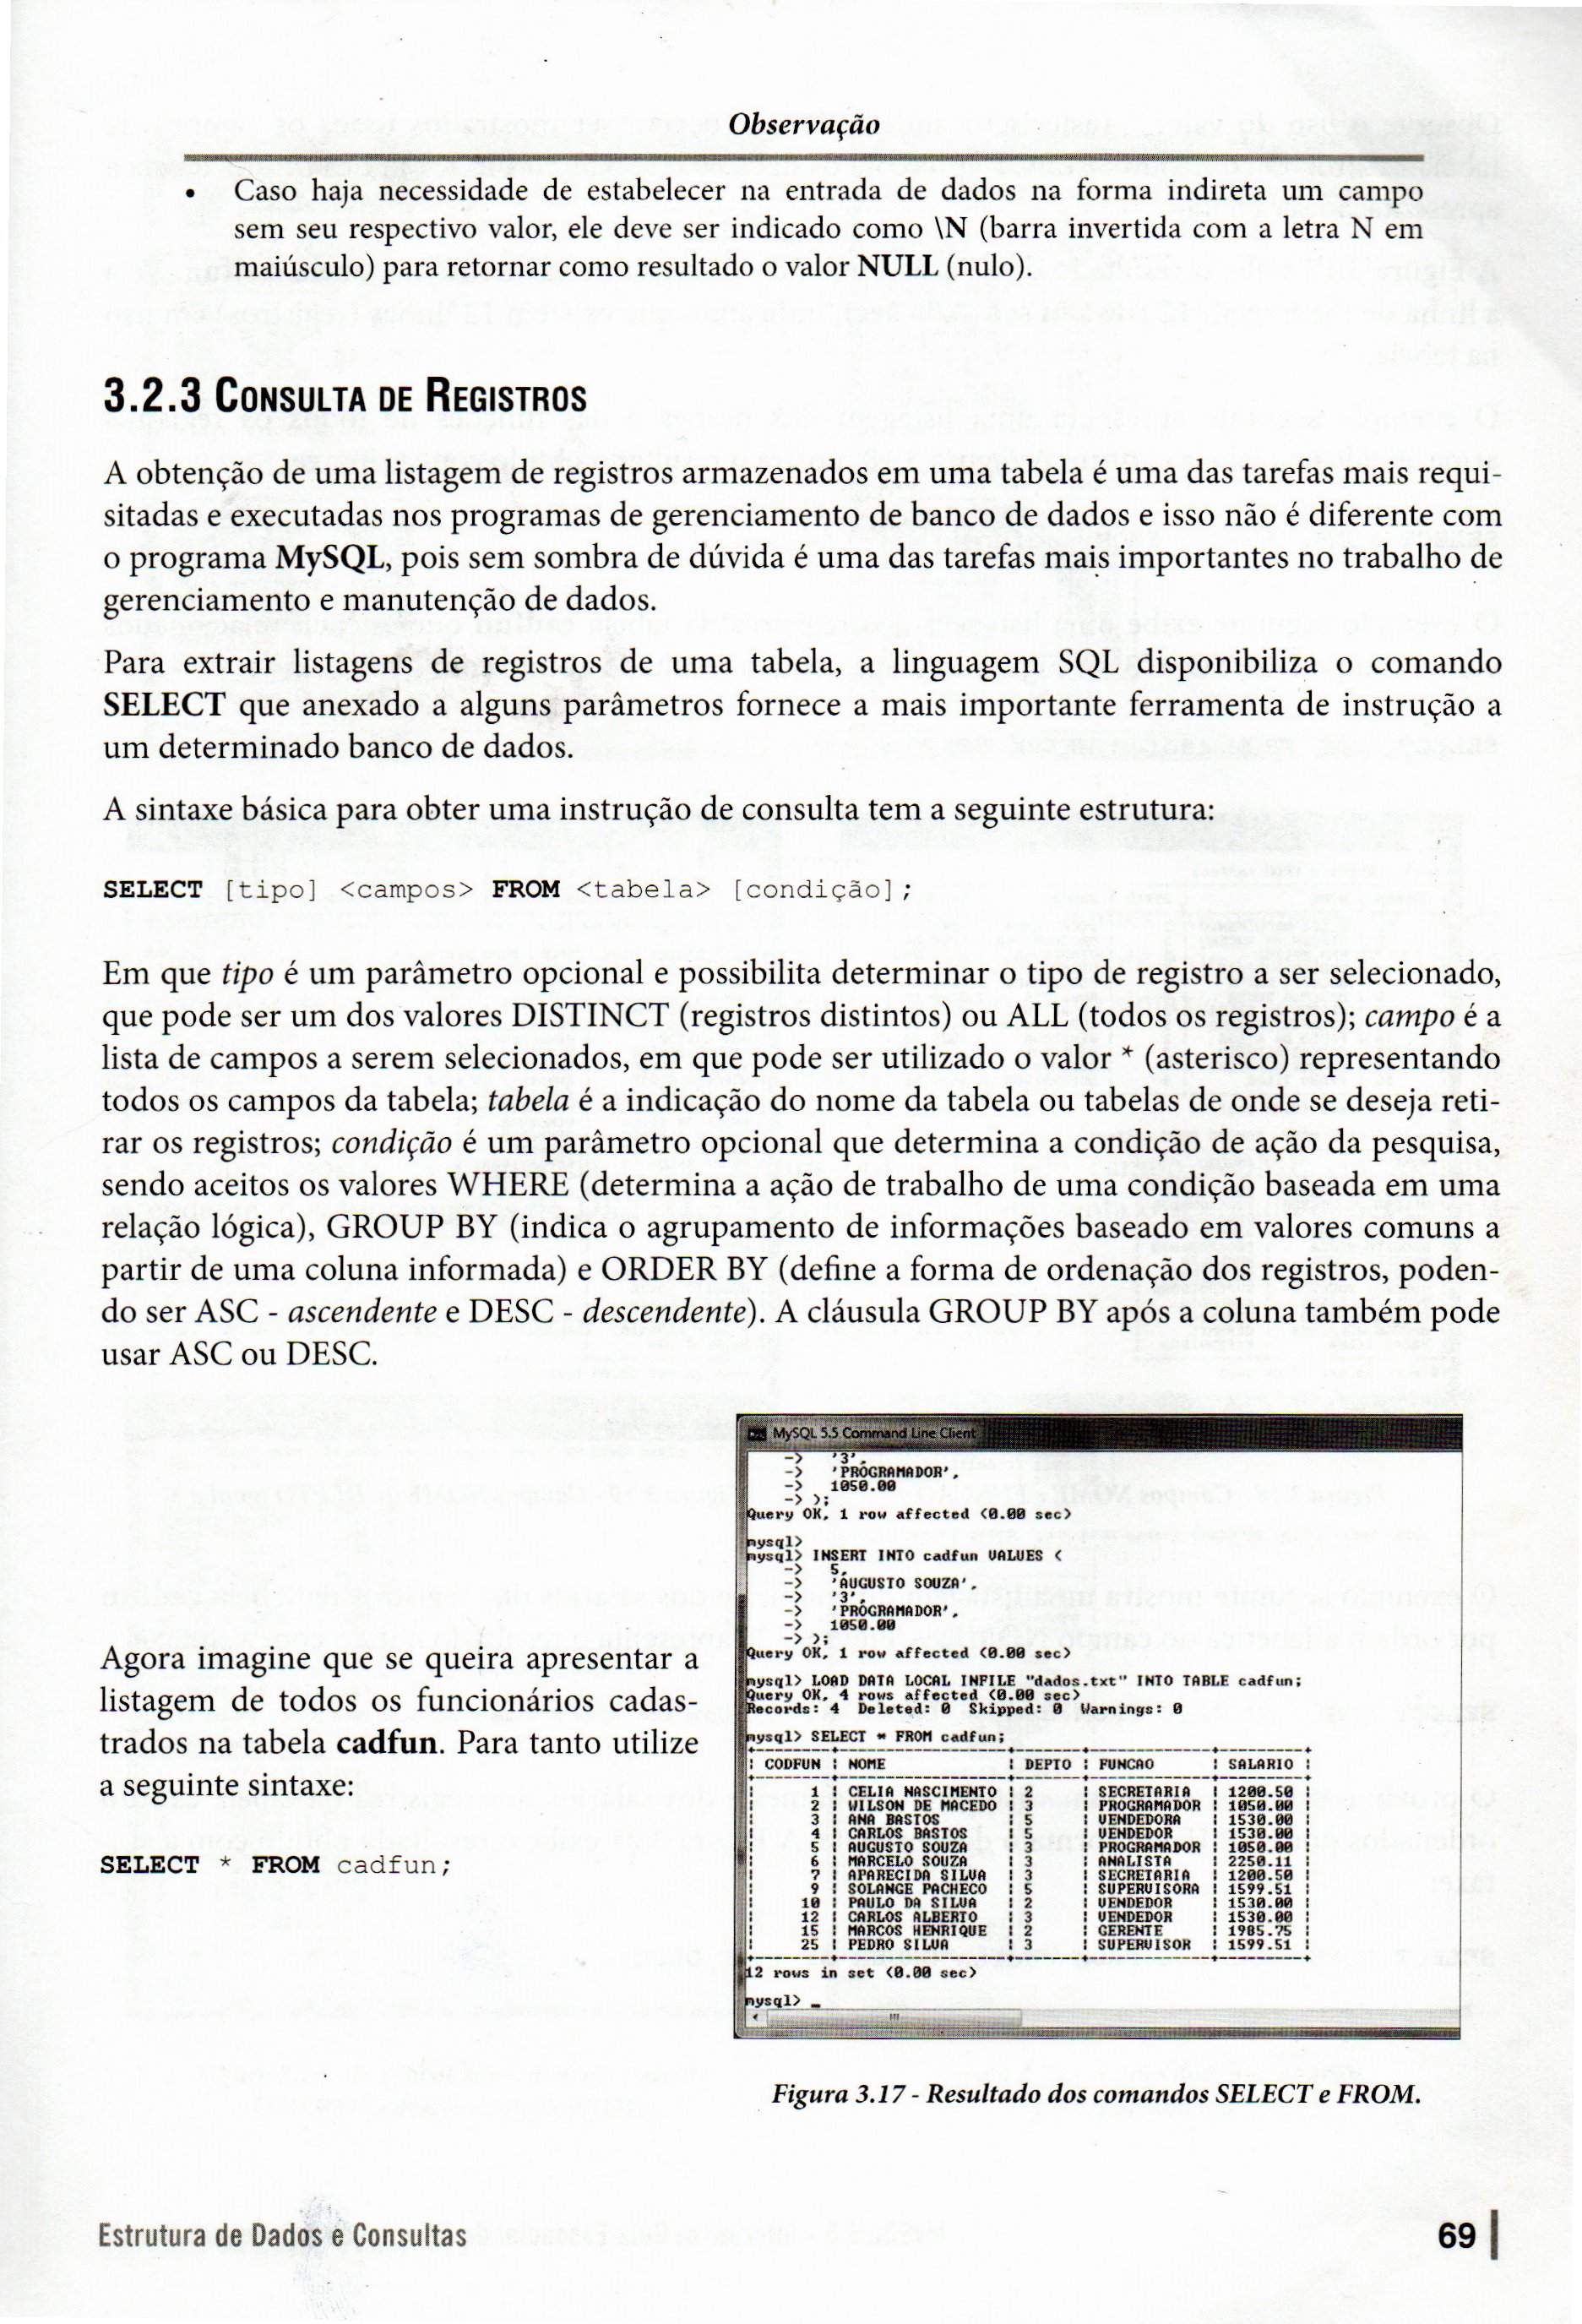 Observação
• Caso haja necessidade de estabelecer na entrada de dados na forma indireta um campo
sem seu respectivo valor, ele deve ser indicado como \N (barra invertida com a letra N em
maiúsculo) para retornar como resultado o valor NULL (nulo).
3.2.3 Consulta de Registros
A obtenção de uma listagem de registros armazenados em uma tabela é uma das tarefas mais requi-
sitadas e executadas nos programas de gerenciamento de banco de dados e isso não é diferente com
o programa MySQL, pois sem sombra de dúvida é uma das tarefas mais importantes no trabalho de
gerenciamento e manutenção de dados.
Para extrair listagens de registros de uma tabela, a linguagem SQL disponibiliza o comando
SELECT que anexado a alguns parâmetros fornece a mais importante ferramenta de instrução a
um determinado banco de dados.
A sintaxe básica para obter uma instrução de consulta tem a seguinte estrutura:
SELECT [tipo] <campos> FROM <tabela> [condição];
Em que tipo é um parâmetro opcional e possibilita determinar o tipo de registro a ser selecionado,
que pode ser um dos valores DISTINCT (registros distintos) ou ALL (todos os registros); campo é a
lista de campos a serem selecionados, em que pode ser utilizado o valor * (asterisco) representando
todos os campos da tabela; tabela é a indicação do nome da tabela ou tabelas de onde se deseja reti-
rar os registros; condição é um parâmetro opcional que determina a condição de ação da pesquisa,
sendo aceitos os valores WHERE (determina a ação de trabalho de uma condição baseada em uma
relação lógica), GROUP BY (indica o agrupamento de informações baseado em valores comuns a
partir de uma coluna informada) e ORDER BY (define a forma de ordenação dos registros, poden-
do ser ASC - ascendente e DESC - descendente). A cláusula GROUP BY após a coluna também pode
usar ASC ou DESC.
Agora imagine que se queira apresentar a
listagem de todos os funcionários cadas-
trados na tabela cadfun. Para tanto utilize
a seguinte sintaxe:
SELECT * FROM cadfun;
MySQL 5.5 Command Line Client
-> '3',
-> 'PROGRAMADOR',
-> 1050.00
-> );
Query OK, 1 row affected (0.00 sec)
mysql>
mysql> INSERT INTO cadfun VALUES (
-> 5,
-> 'AUGUSTO SOUZA',
-> '3',
-> 'PROGRAMADOR',
-> 1050.00
-> );
Query OK, 1 row affected (0.00 sec)
mysql> LOAD DATA LOCAL INFILE "dados.txt" INTO TABLE cadfun;
Query OK, 4 rows affected (0.00 sec)
Records: 4 Deleted: 0 Skipped: 0 Warnings: 0
mysql> SELECT * FROM cadfun;
| CODFUN | NOME | DEPTO | FUNCAO | SALARIO |
| 1 | CELIA NASCIMENTO | 2 | SECRETARIA | 1200.50 |
| 2 | WILSON DE MACEDO | 3 | PROGRAMADOR | 1050.00 |
| 3 | ANA BASTOS | 5 | VENDEDORA | 1530.00 |
| 4 | CARLOS BASTOS | 5 | VENDEDOR | 1530.00 |
| 5 | AUGUSTO SOUZA | 3 | PROGRAMADOR | 1050.00 |
| 6 | MARCELO SOUZA | 3 | ANALISTA | 2250.11 |
| 7 | APARECIDA SILVA | 3 | SECRETARIA | 1200.50 |
| 9 | SOLANGE PACHECO | 5 | SUPERVISORA | 1599.51 |
| 10 | PAULO DA SILVA | 2 | VENDEDOR | 1530.00 |
| 12 | CARLOS ALBERTO | 3 | VENDEDOR | 1530.00 |
| 15 | MARCOS HENRIQUE | 2 | GERENTE | 1985.75 |
| 25 | PEDRO SILVA | 3 | SUPERVISOR | 1599.51 |
12 rows in set (0.00 sec)
mysql> _
Figura 3.17 - Resultado dos comandos SELECT e FROM.
Estrutura de Dados e Consultas
69